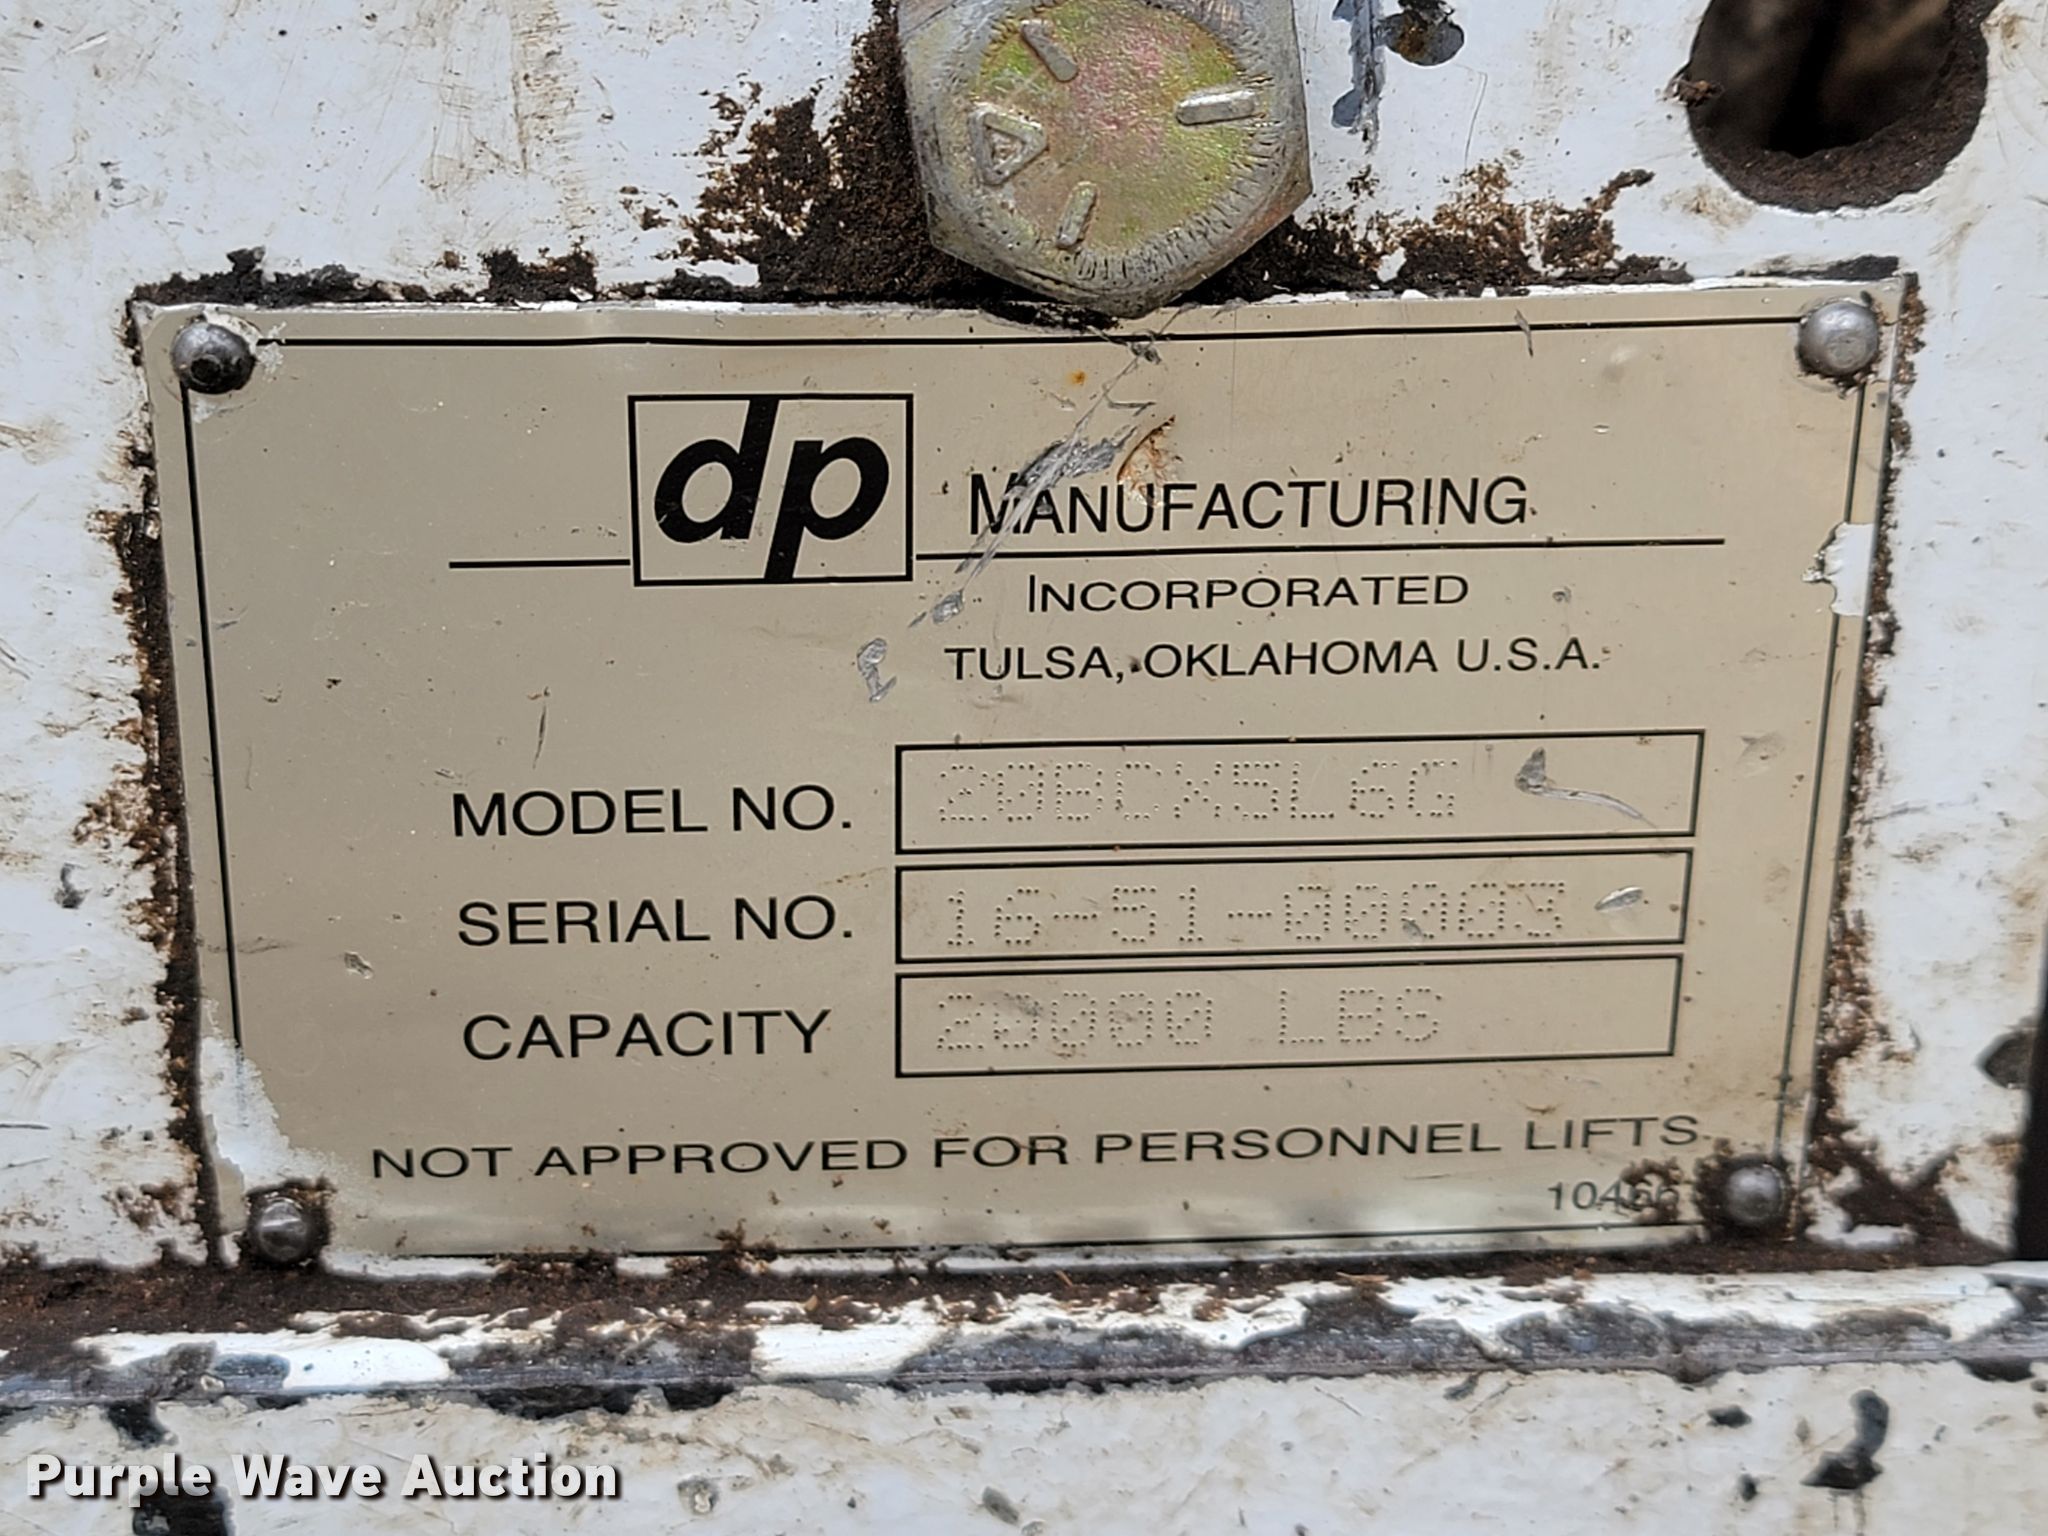 dp MANUFACTURING
INCORPORATED
TULSA, OKLAHOMA U.S.A.
MODEL NO. 20BCX5L6G
SERIAL NO. 16-51-00003
CAPACITY 20000 LBS
NOT APPROVED FOR PERSONNEL LIFTS
Purple Wave Auction